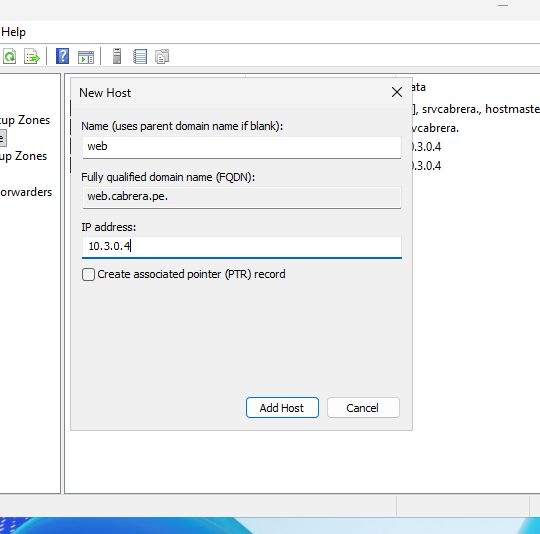 Help
ata
New Host
], srvcabrera., hostmaste
up Zones
Name (uses parent domain name if blank):
vcabrera.
web
.3.0.4
up Zones
.3.0.4
Fully qualified domain name (FQDN):
orwarders
web.cabrera.pe.
IP address:
10.3.0.4
Create associated pointer (PTR) record
Add Host
Cancel